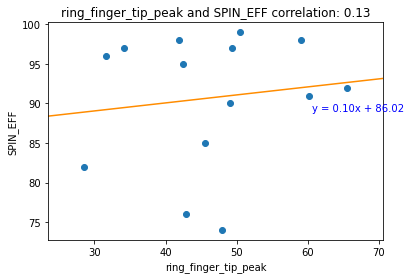 ring_finger_tip_peak and SPIN_EFF correlation: 0.13
100
95
90
85
80
75
SPIN_EFF
y = 0.10x + 86.02
30
40
50
60
70
ring_finger_tip_peak